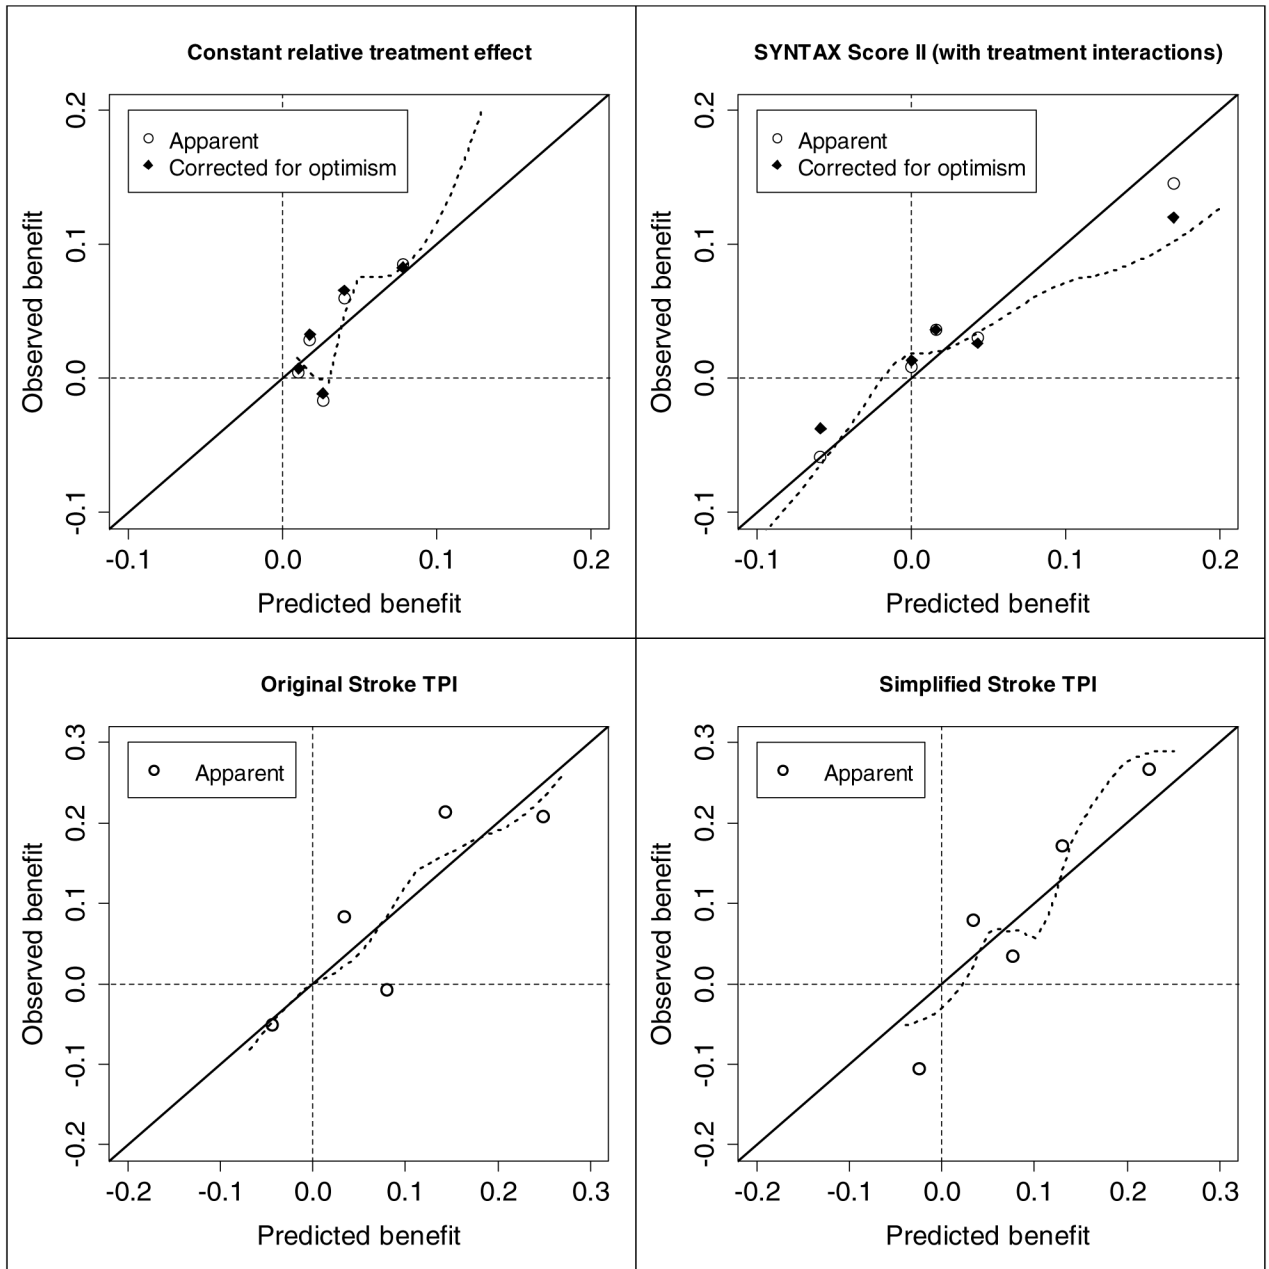 Constant relative treatment effect
Apparent
Corrected for optimism
0.2
0.1
0.0
-0.1
Observed benefit
-0.1 0.0 0.1 0.2
Predicted benefit
SYNTAX Score II (with treatment interactions)
Apparent
Corrected for optimism
0.2
0.1
0.0
-0.1
Observed benefit
-0.1 0.0 0.1 0.2
Predicted benefit
Original Stroke TPI
Apparent
0.3
0.2
0.1
0.0
-0.1
-0.2
Observed benefit
-0.2 -0.1 0.0 0.1 0.2 0.3
Predicted benefit
Simplified Stroke TPI
Apparent
0.3
0.2
0.1
0.0
-0.1
-0.2
Observed benefit
-0.2 -0.1 0.0 0.1 0.2 0.3
Predicted benefit